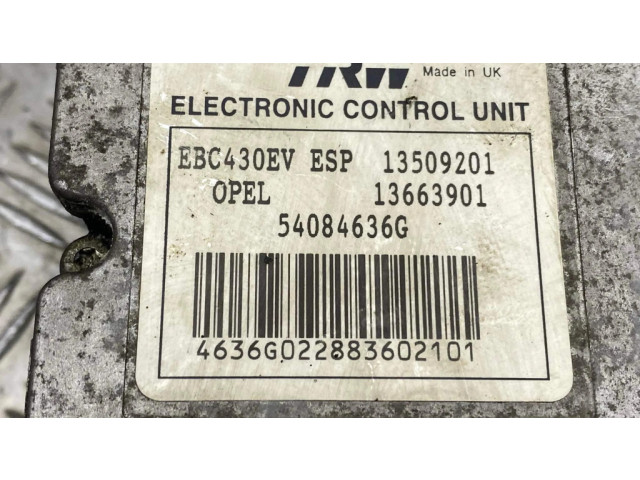 TRW Made in UK
ELECTRONIC CONTROL UNIT
EBC430EV ESP 13509201
OPEL 13663901
54084636G
4636G022883602101